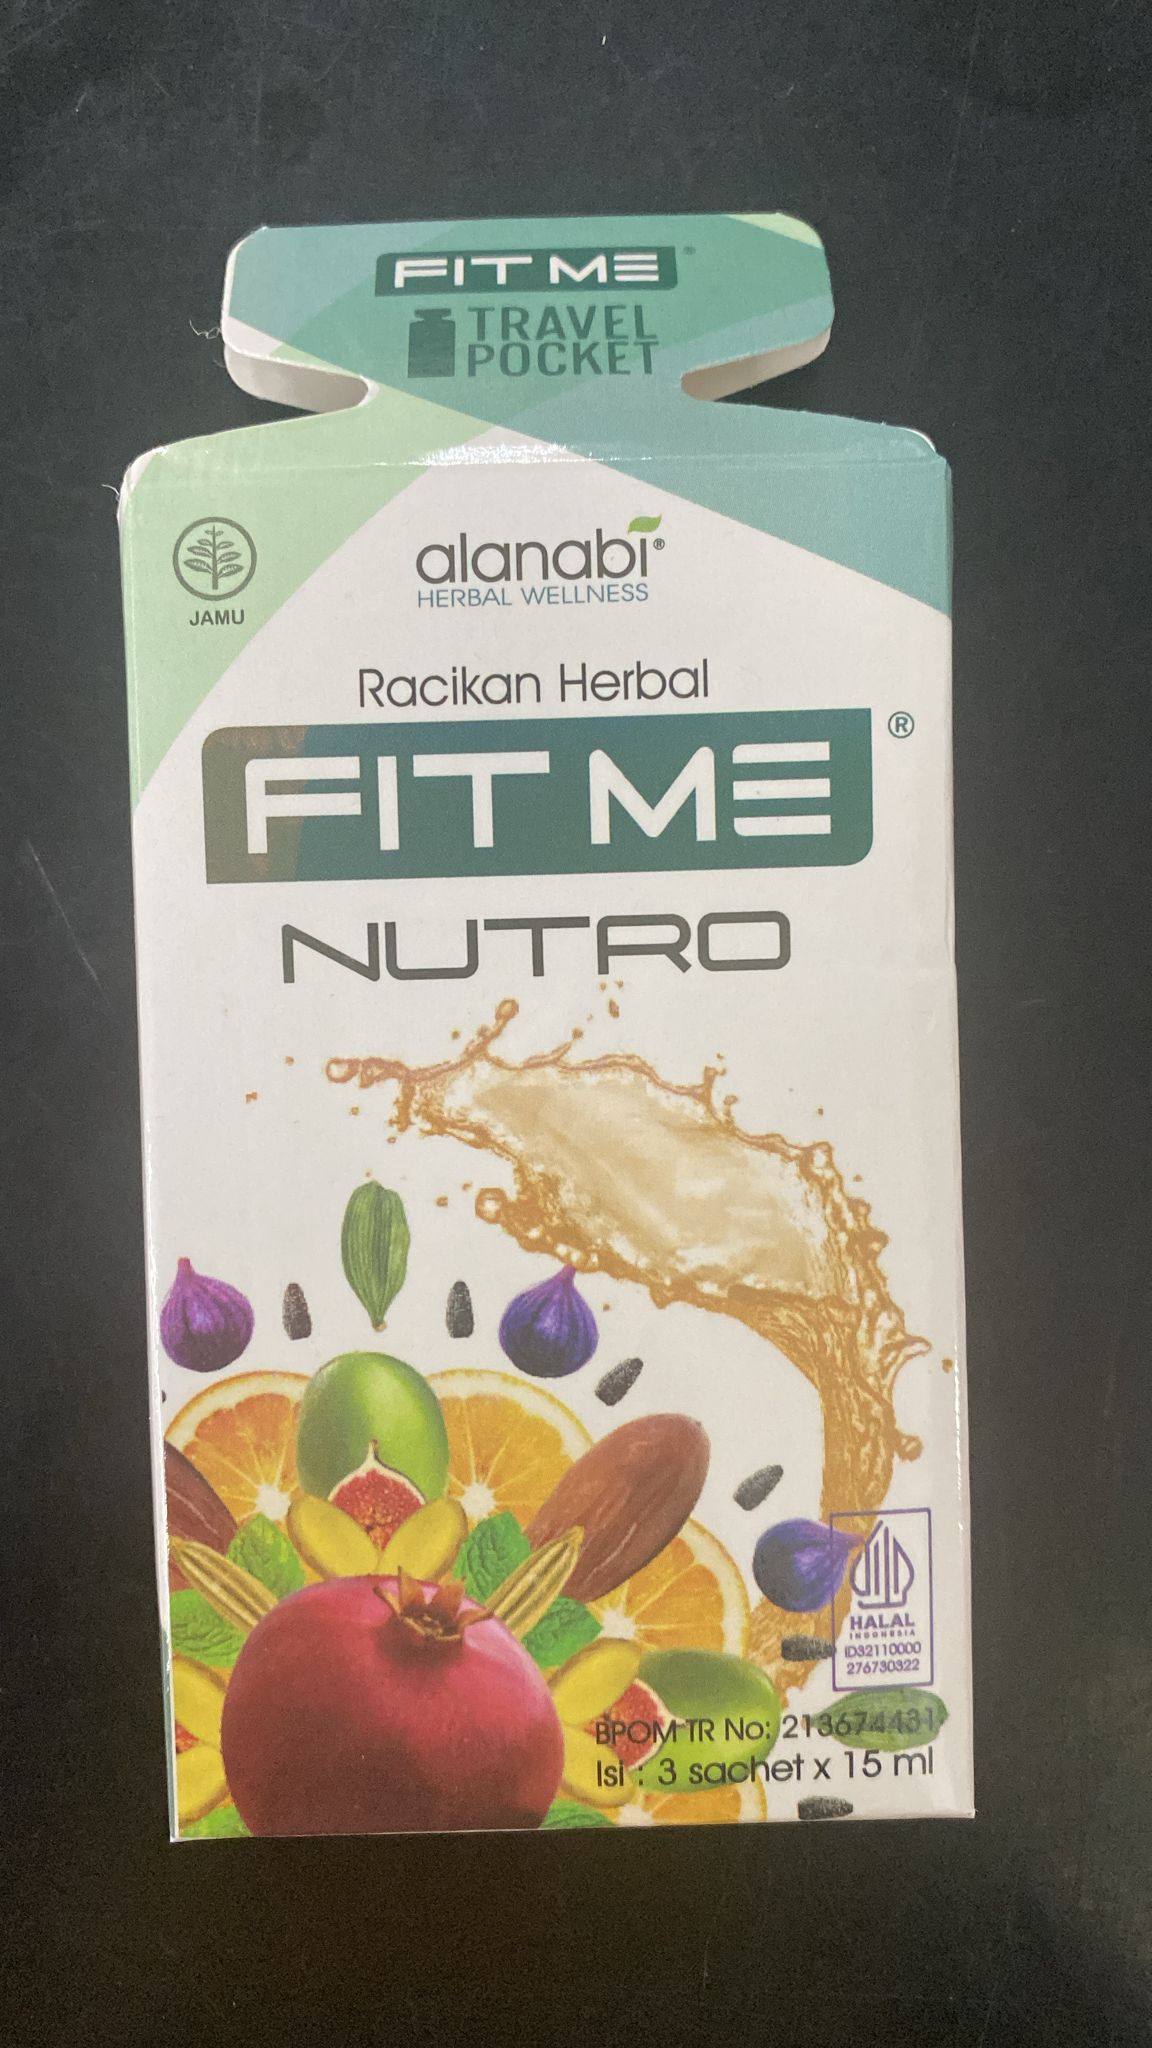 FIT ME®
TRAVEL
POCKET
JAMU
alanabi®
HERBAL WELLNESS
Racikan Herbal
FIT ME®
NUTRO
HALAL
INDONESIA
ID32110000
276730322
BPOM TR No: 213674431
Isi : 3 sachet x 15 ml